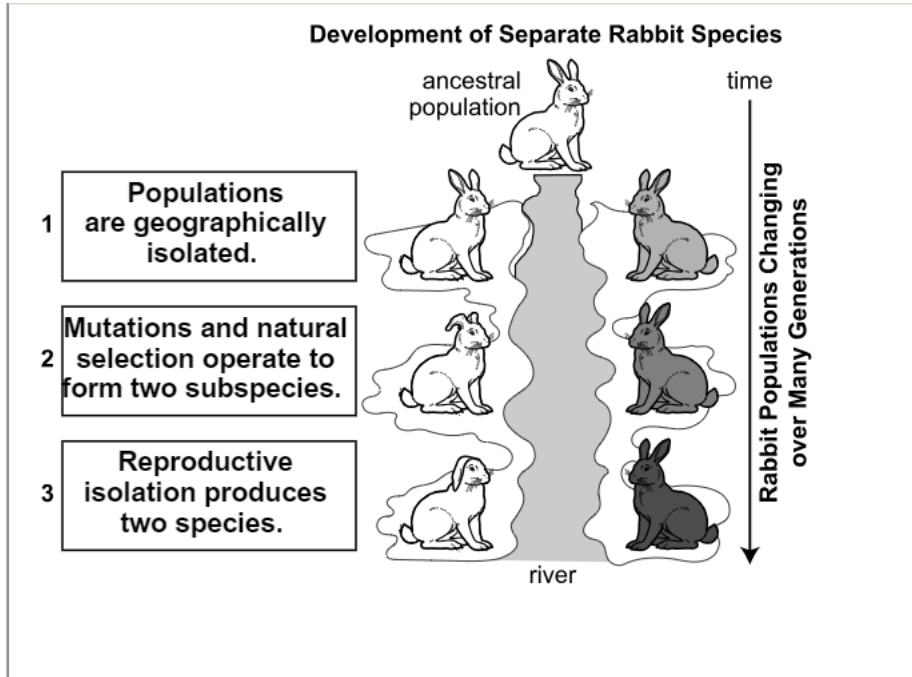 Development of Separate Rabbit Species
ancestral
population
time
1
Populations
are geographically
isolated.
2
Mutations and natural
selection operate to
form two subspecies.
3
Reproductive
isolation produces
two species.
river
Rabbit Populations Changing
over Many Generations